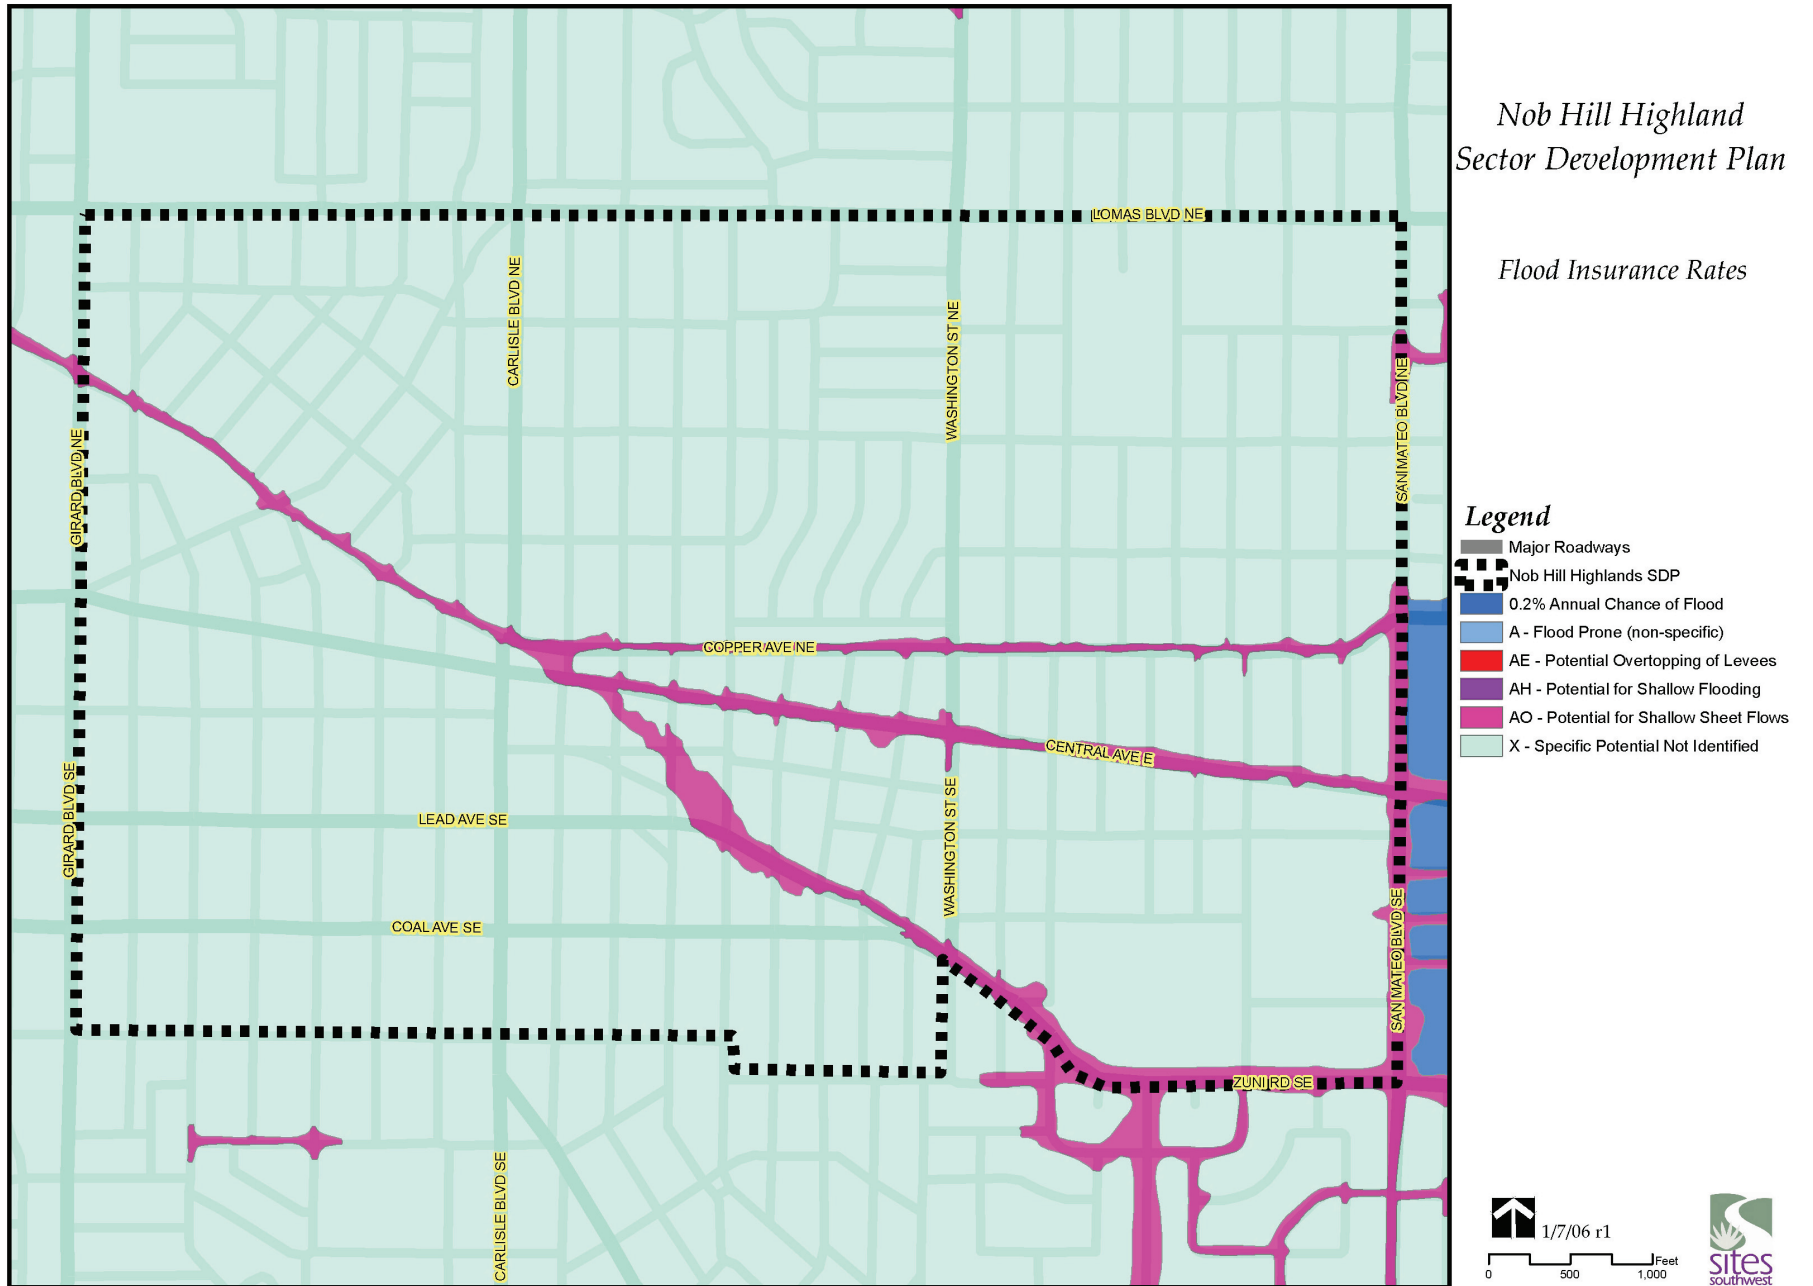 Nob Hill Highland
Sector Development Plan
Flood Insurance Rates
LOMAS BLVD NE
CARLISLE BLVD NE
WASHINGTON ST NE
SAN MATEO BLVD NE
GIRARD BLVD NE
COPPER AVE NE
CENTRAL AVE E
GIRARD BLVD SE
LEAD AVE SE
WASHINGTON ST SE
COAL AVE SE
SAN MATEO BLVD SE
ZUNI RD SE
CARLISLE BLVD SE
Legend
Major Roadways
Nob Hill Highlands SDP
0.2% Annual Chance of Flood
A - Flood Prone (non-specific)
AE - Potential Overtopping of Levees
AH - Potential for Shallow Flooding
AO - Potential for Shallow Sheet Flows
X - Specific Potential Not Identified
1/7/06 r1
Feet
0 500 1,000
sites
southwest